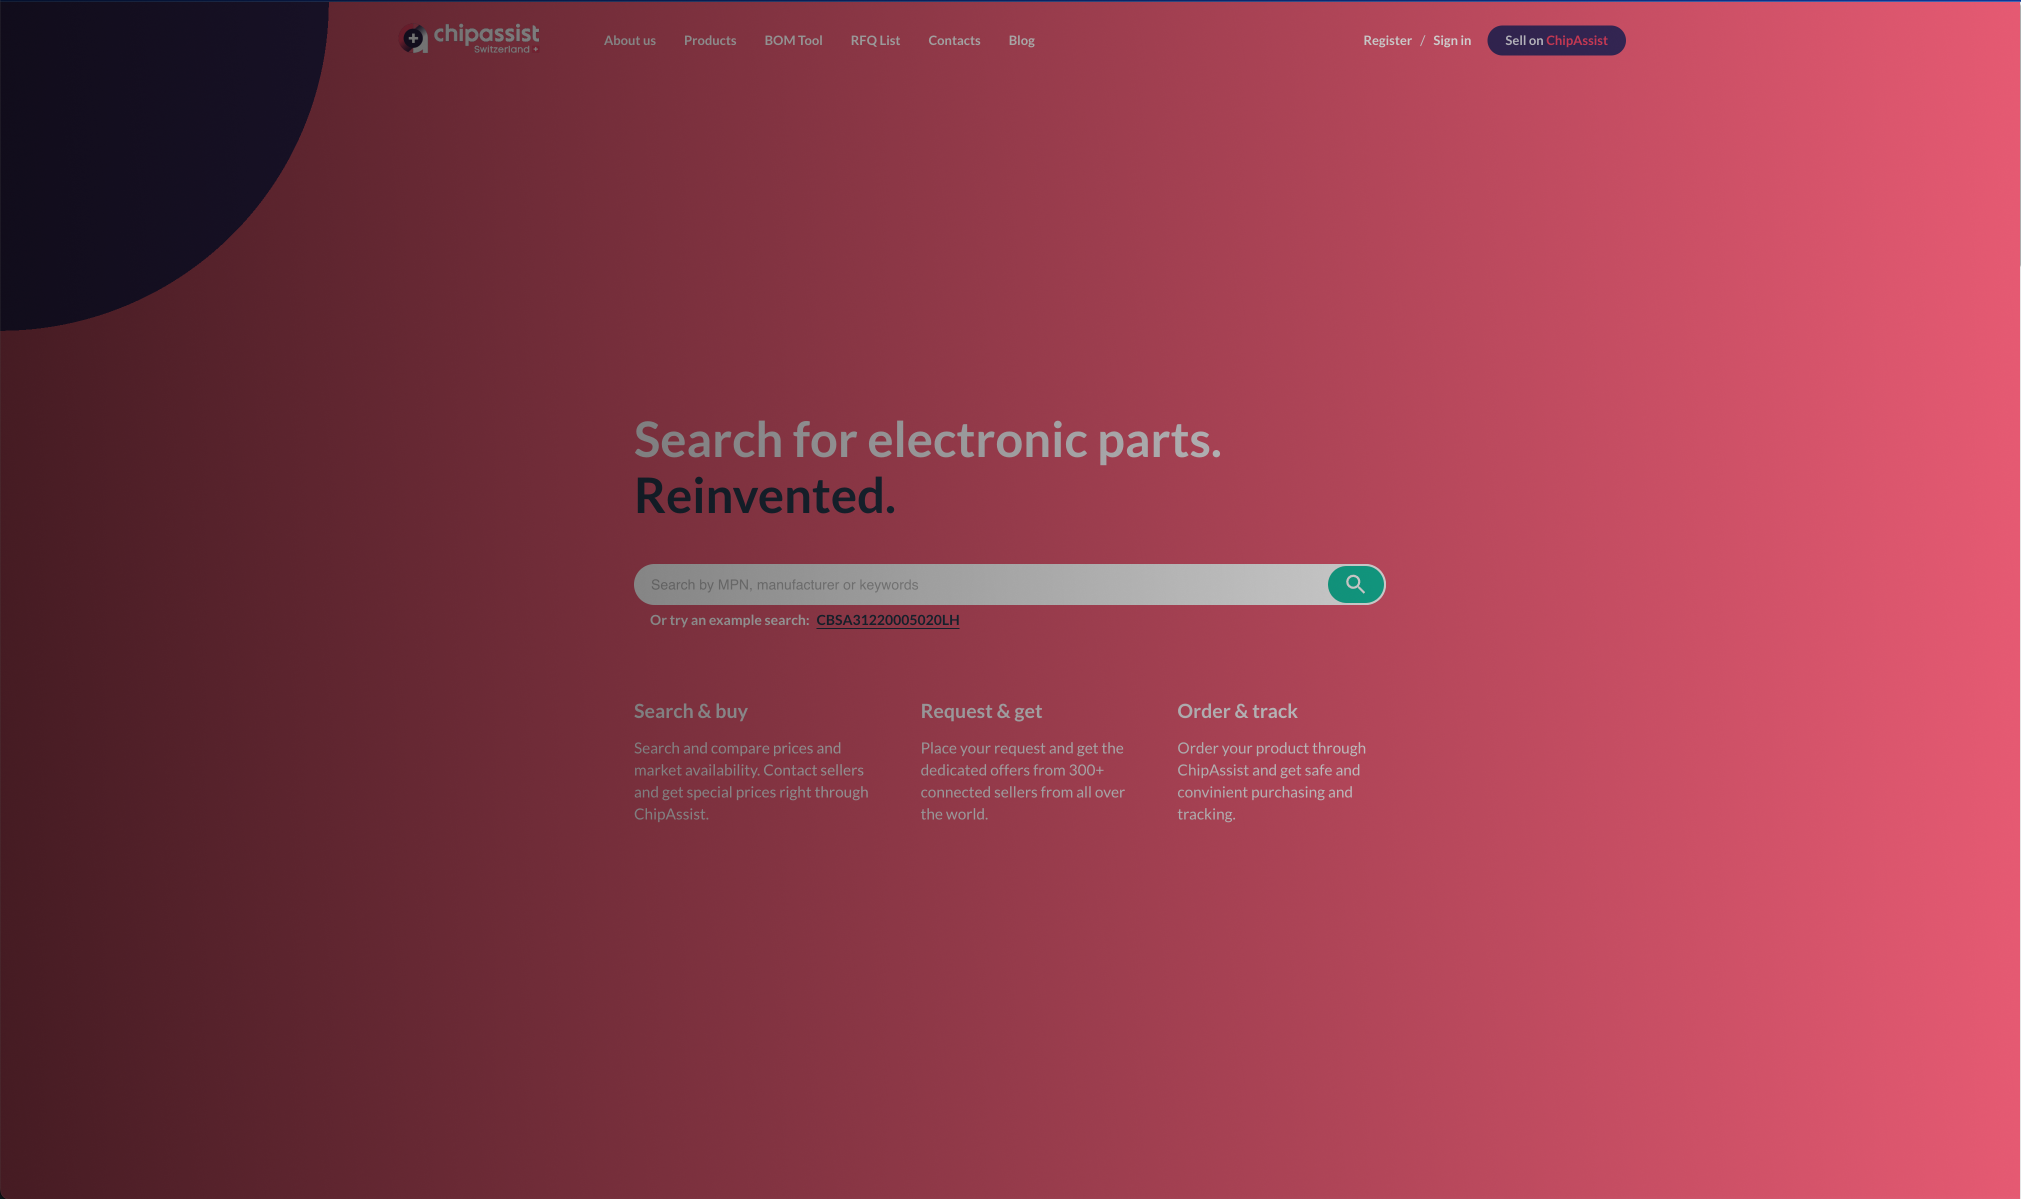 chipassist
Switzerland
About us Products BOM Tool RFQ List Contacts Blog
Register / Sign in Sell on ChipAssist
Search for electronic parts.
Reinvented.
Search by MPN, manufacturer or keywords
Or try an example search: CBSA31220005020LH
Search & buy
Search and compare prices and
market availability. Contact sellers
and get special prices right through
ChipAssist.
Request & get
Place your request and get the
dedicated offers from 300+
connected sellers from all over
the world.
Order & track
Order your product through
ChipAssist and get safe and
convinient purchasing and
tracking.